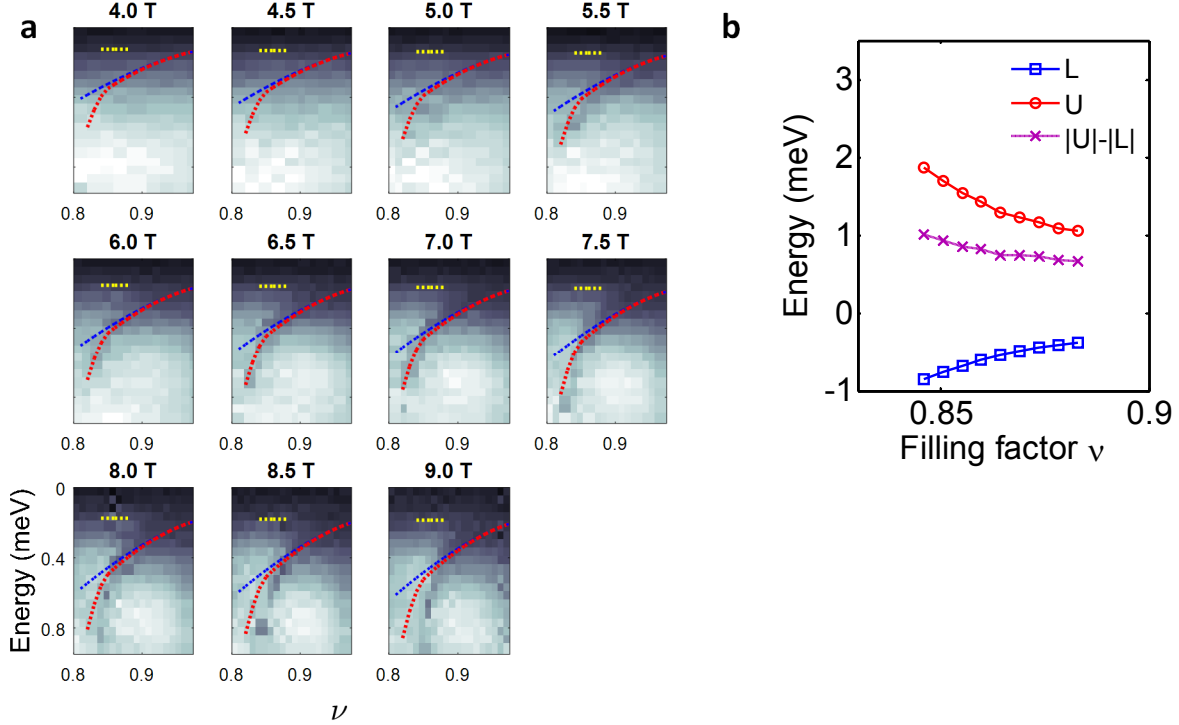 a
4.0 T 4.5 T 5.0 T 5.5 T
0.8 0.9 0.8 0.9 0.8 0.9 0.8 0.9
6.0 T 6.5 T 7.0 T 7.5 T
0.8 0.9 0.8 0.9 0.8 0.9 0.8 0.9
8.0 T 8.5 T 9.0 T
0
0.4
0.8
Energy (meV)
0.8 0.9 0.8 0.9 0.8 0.9
ν
b
L
U
|U|-|L|
3
2
1
0
-1
Energy (meV)
0.85 0.9
Filling factor ν